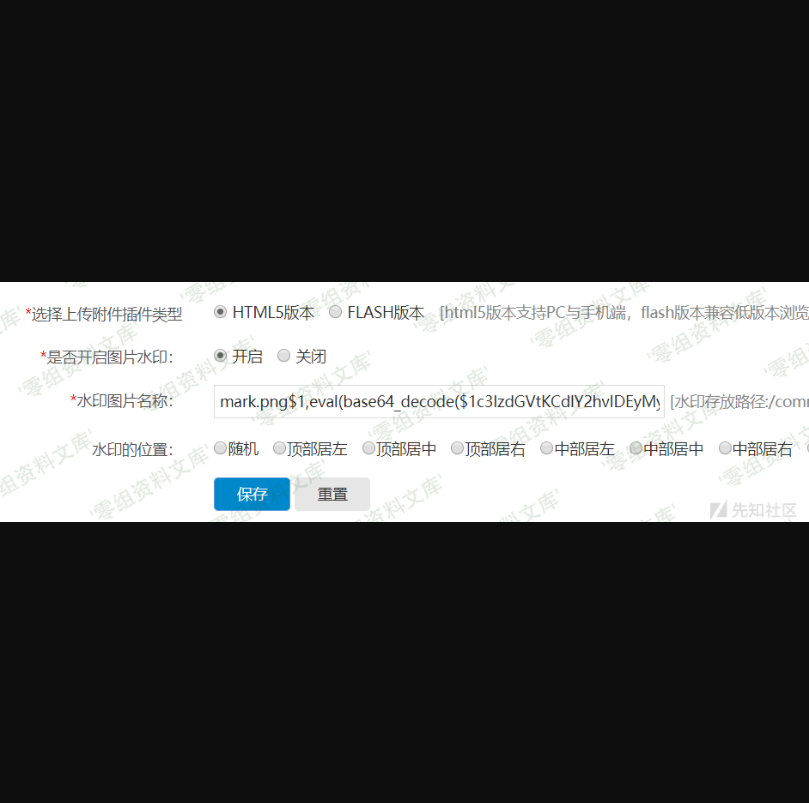 *选择上传附件插件类型 HTML5版本 FLASH版本 [html5版本支持PC与手机端，flash版本兼容低版本浏览
*是否开启图片水印： 开启 关闭
*水印图片名称： mark.png$1,eval(base64_decode($1c3lzdGVtKCdlY2hvIDEyMy [水印存放路径:/com
水印的位置： 随机 顶部居左 顶部居中 顶部居右 中部居左 中部居中 中部居右
保存 重置
先知社区
'零组资料文库'